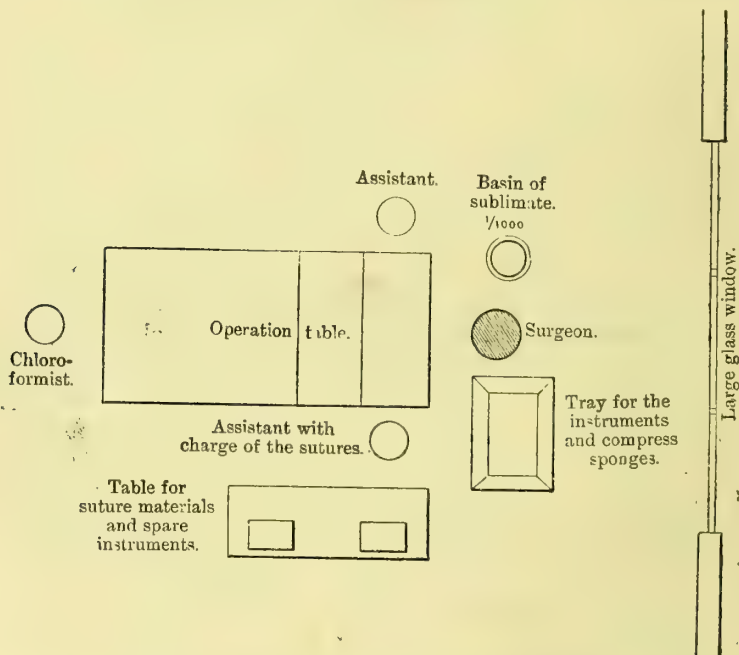 Assistant.
Basin of
sublimate.
1/1000
Operation table.
Surgeon.
Chloro-
formist.
Assistant with
charge of the sutures.
Tray for the
instruments
and compress
sponges.
Table for
suture materials
and spare
instruments.
Large glass window.